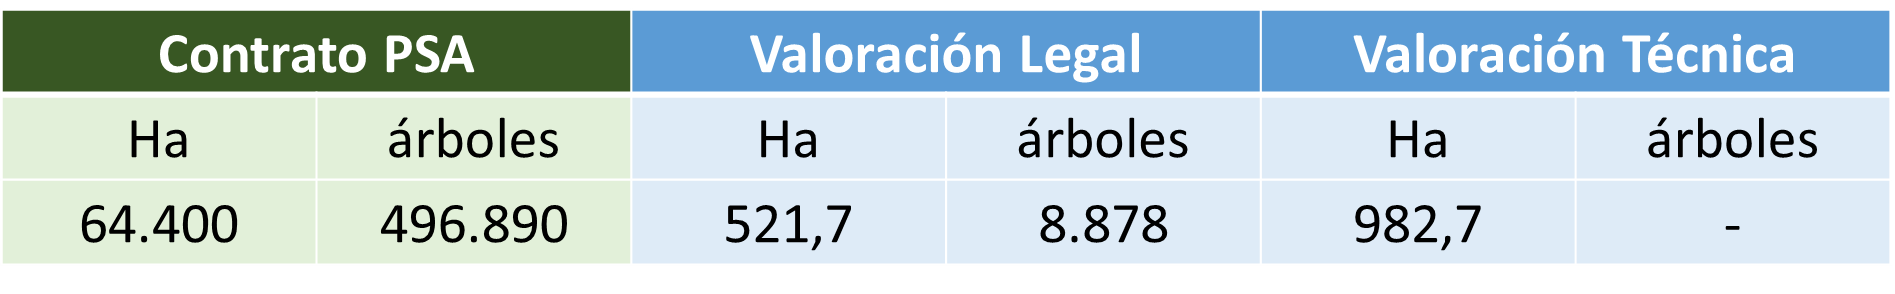 Contrato PSA Valoración Legal Valoración Técnica
Ha árboles Ha árboles Ha árboles
64.400 496.890 521,7 8.878 982,7 -